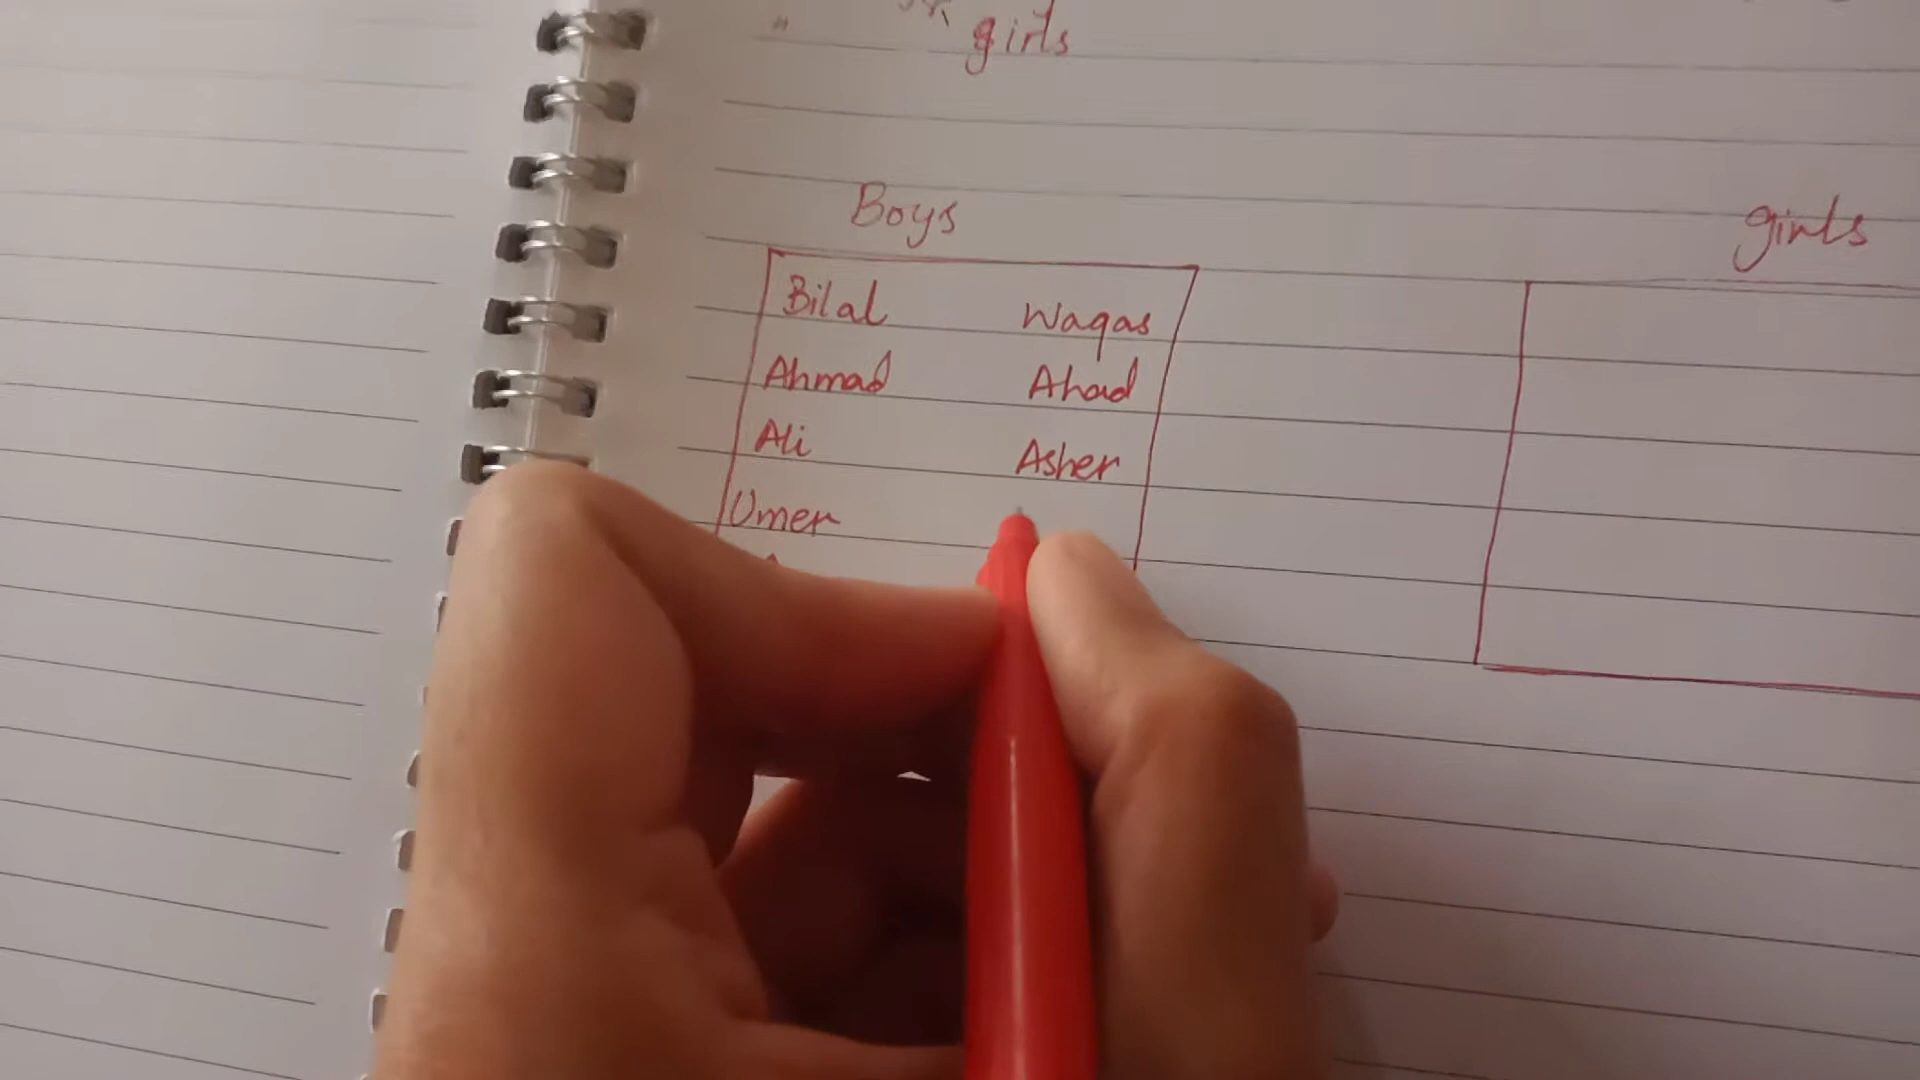 girls
Boys
girls
Bilal Waqas
Ahmad Ahad
Ali Asher
Umer